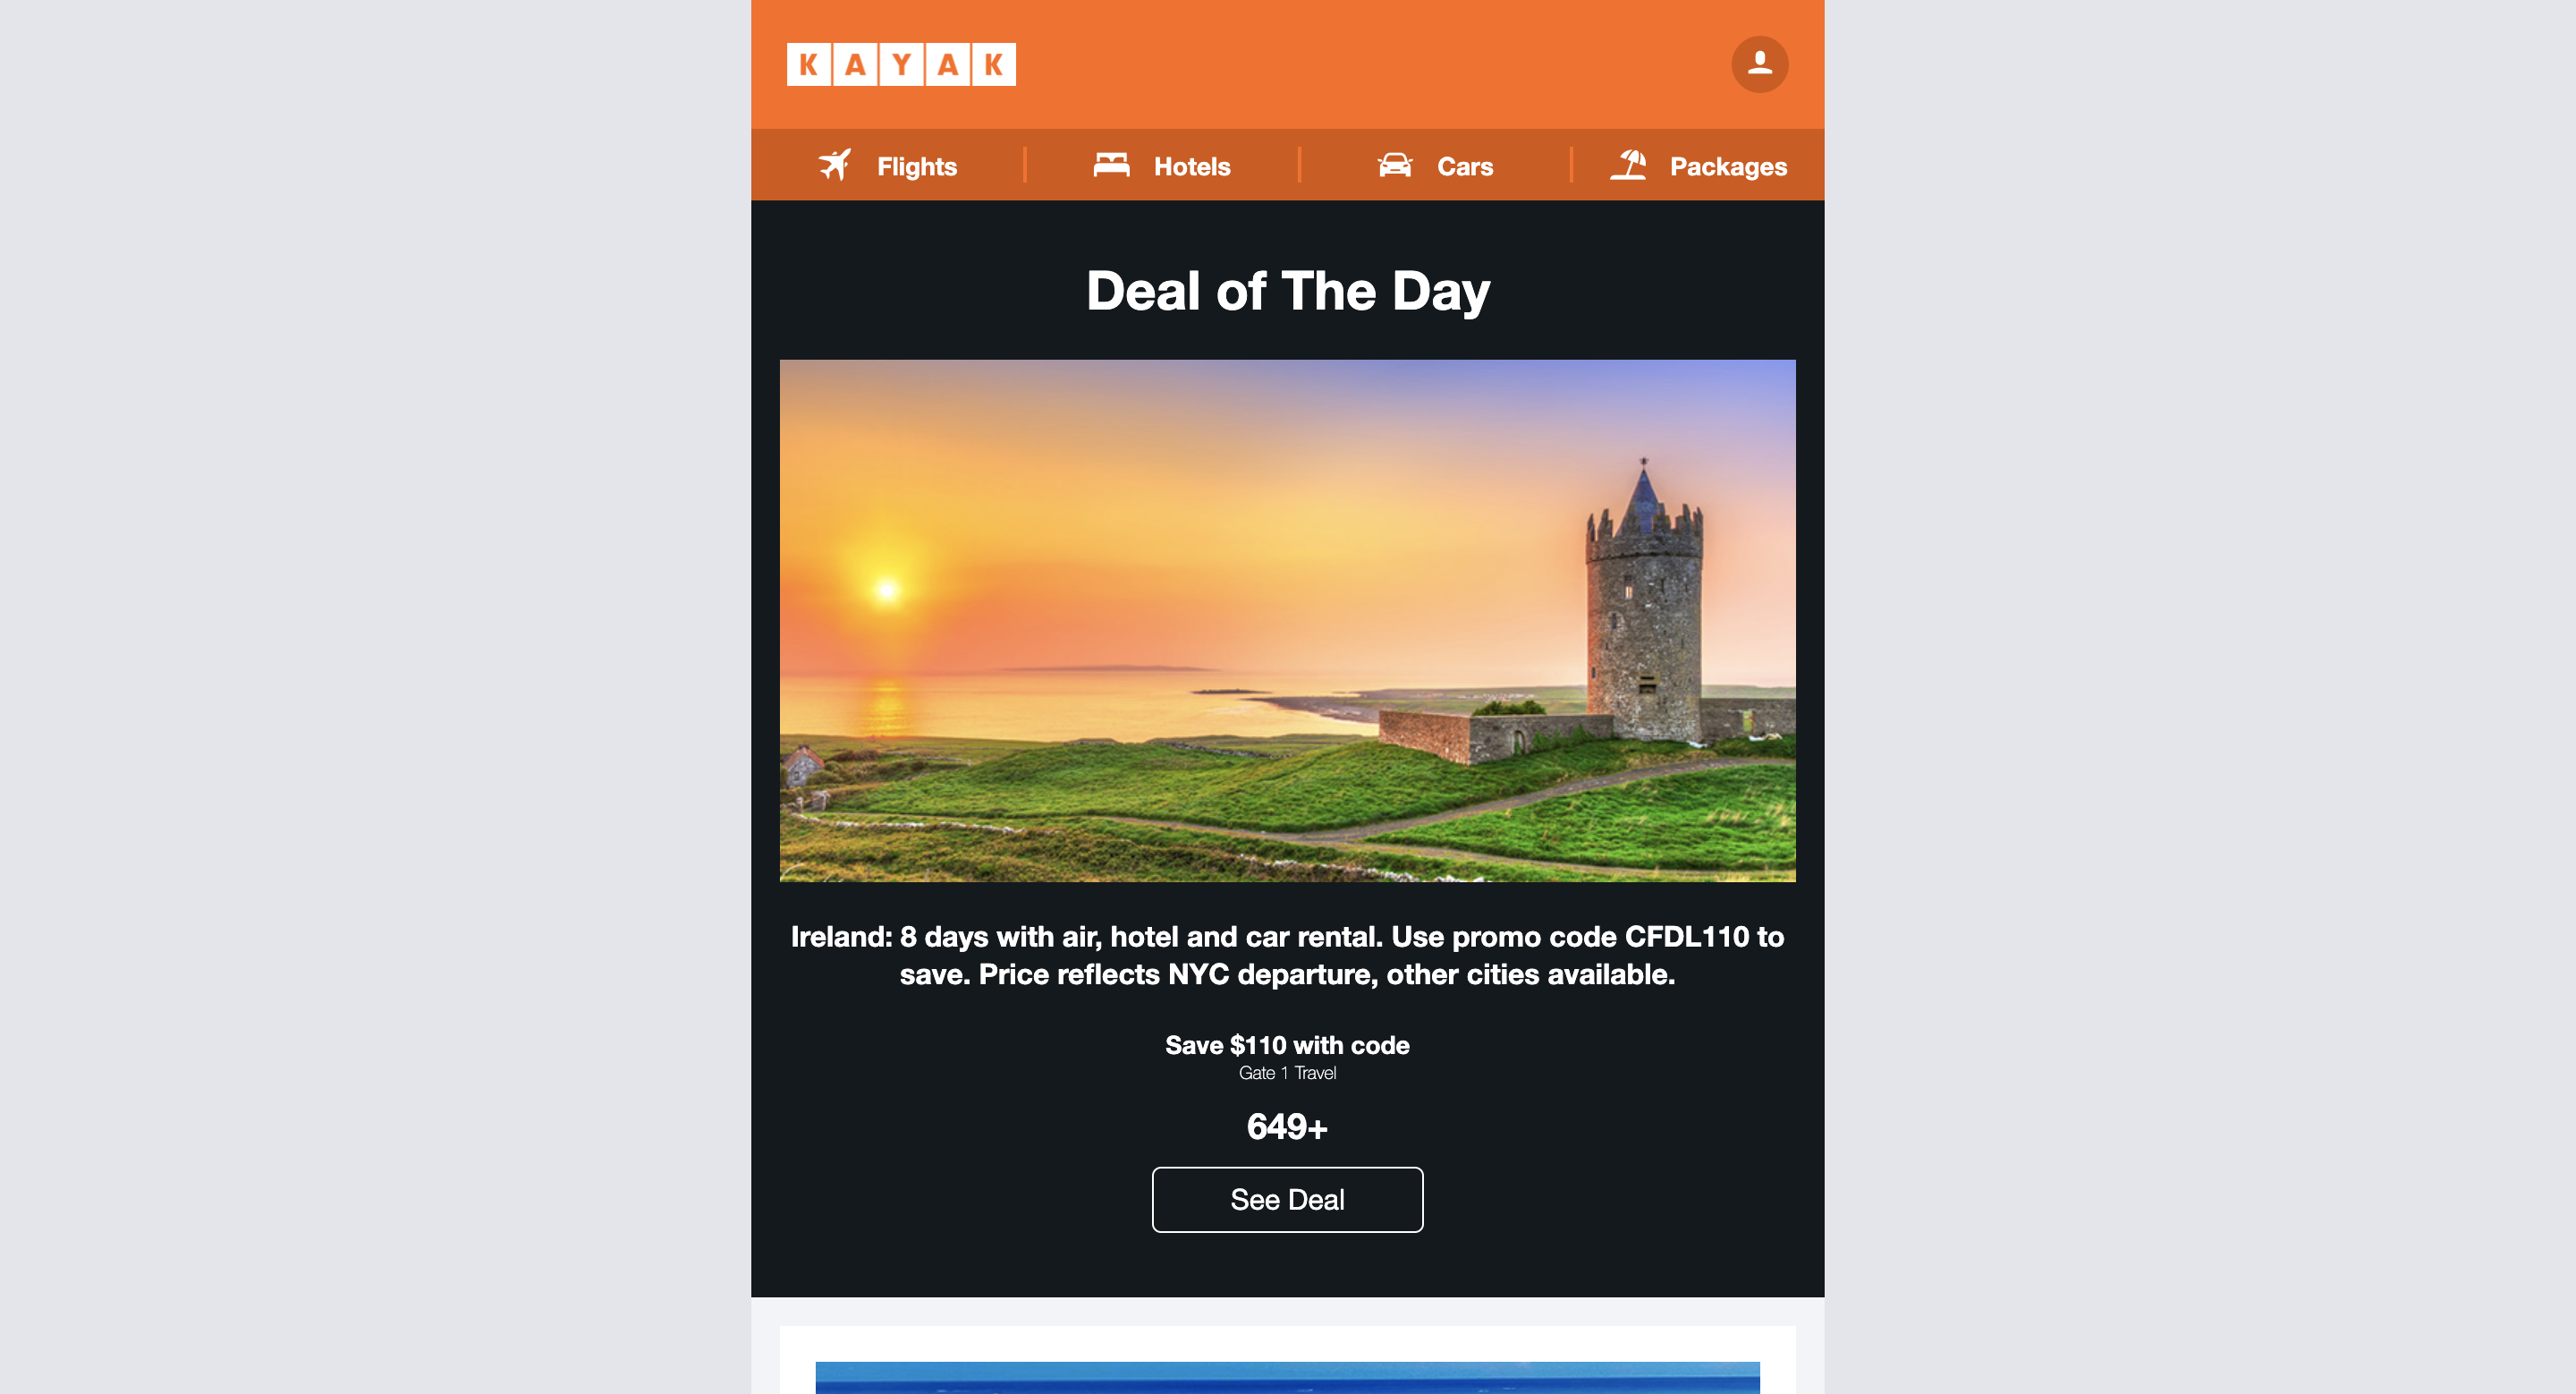 KAYAK
Flights
Hotels
Cars
Packages
Deal of The Day
Ireland: 8 days with air, hotel and car rental. Use promo code CFDL110 to
save. Price reflects NYC departure, other cities available.
Save $110 with code
Gate 1 Travel
649+
See Deal